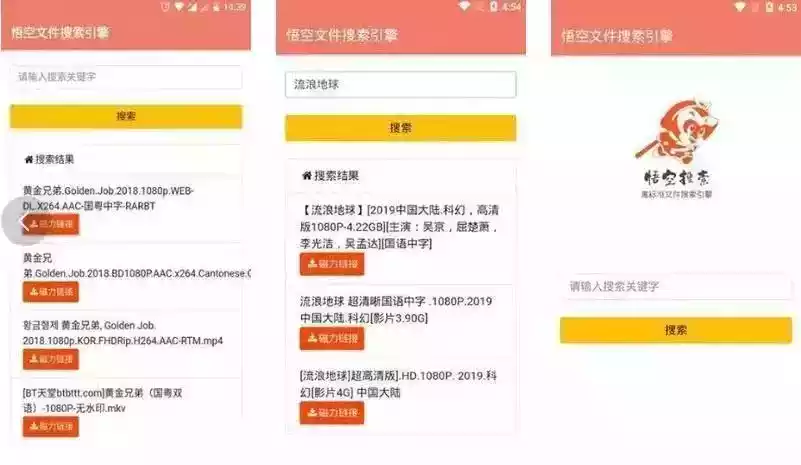 14:39
悟空文件搜索引擎
请输入搜索关键字
搜索
搜索结果
黄金兄弟.Golden.Job.2018.1080p.WEB-
DL.X264.AAC-国粤中字-RARBT
磁力链接
黄金兄
弟.Golden.Job.2018.BD1080P.AAC.x264.Cantonese.C
磁力链接
황금형제 黄金兄弟, Goiden Job.
2018.1080p.KOR.FHDRip.H264.AAC-RTM.mp4
磁力链接
[BT天堂btbttt.com]黄金兄弟（国粤双
语）-1080P-无水印.mkv
磁力链接
4:54
悟空文件搜索引擎
流浪地球
搜索
搜索结果
【流浪地球】[2019中国大陆.科幻，高清
版1080P-4.22GB][主演：吴京，屈楚萧，
李光洁，吴孟达][国语中字]
磁力链接
流浪地球 超清晰国语中字 .1080P.2019
中国大陆.科幻[影片3.90G]
磁力链接
[流浪地球]超高清版].HD.1080P. 2019.科
幻[影片4G] 中国大陆
磁力链接
4:53
悟空文件搜索引擎
悟空搜索
高标准文件搜索引擎
请输入搜索关键字
搜索